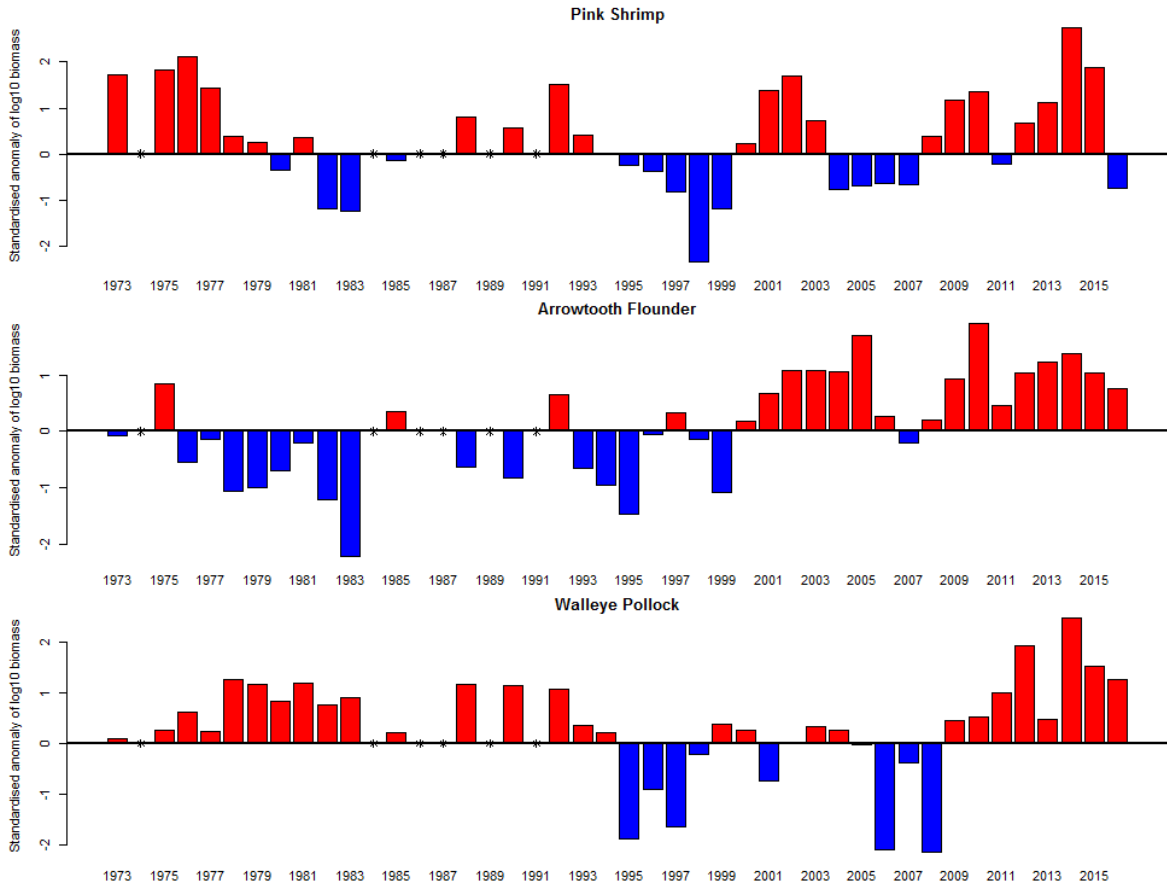 Pink Shrimp
Standardised anomaly of log10 biomass
2
1
0
-1
-2
1973 1975 1977 1979 1981 1983 1985 1987 1989 1991 1993 1995 1997 1999 2001 2003 2005 2007 2009 2011 2013 2015
Arrowtooth Flounder
Standardised anomaly of log10 biomass
1
0
-1
-2
1973 1975 1977 1979 1981 1983 1985 1987 1989 1991 1993 1995 1997 1999 2001 2003 2005 2007 2009 2011 2013 2015
Walleye Pollock
Standardised anomaly of log10 biomass
2
1
0
-1
-2
1973 1975 1977 1979 1981 1983 1985 1987 1989 1991 1993 1995 1997 1999 2001 2003 2005 2007 2009 2011 2013 2015